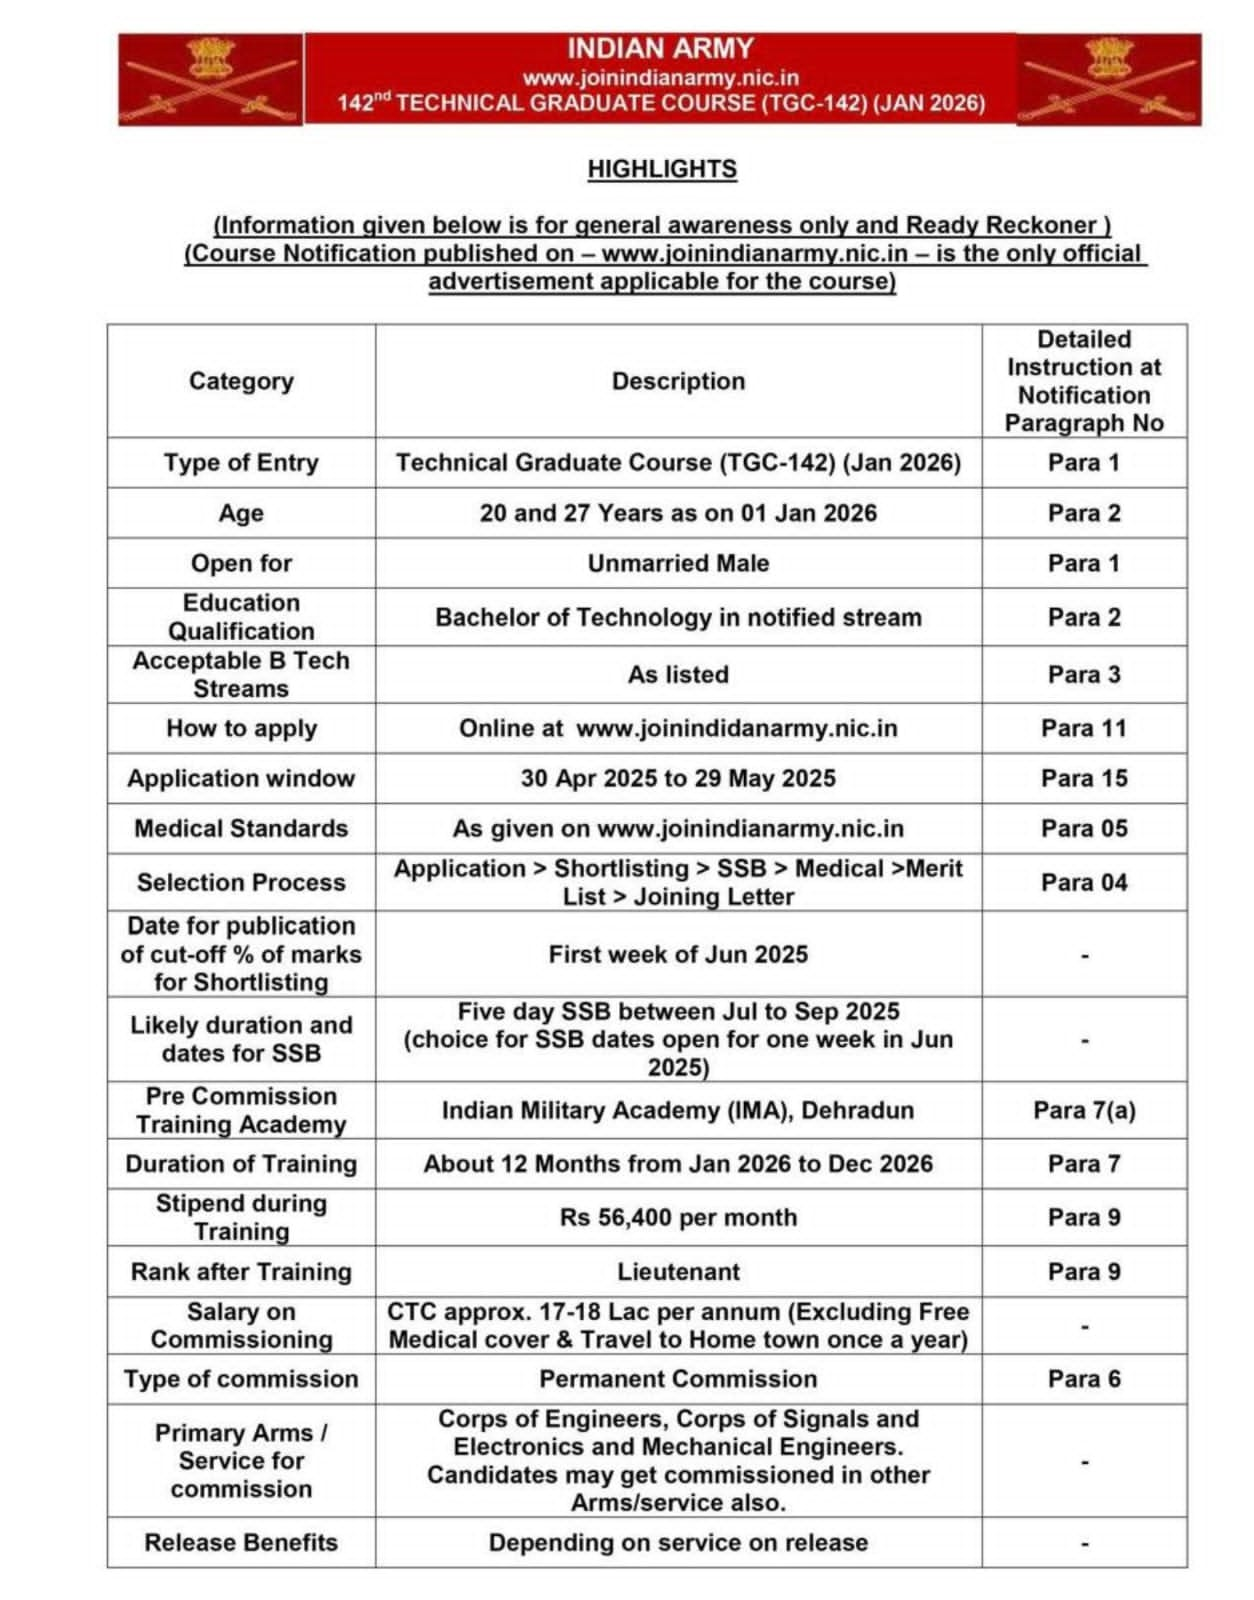 INDIAN ARMY
www.joinindianarmy.nic.in
142nd TECHNICAL GRADUATE COURSE (TGC-142) (JAN 2026)
HIGHLIGHTS
(Information given below is for general awareness only and Ready Reckoner )
(Course Notification published on – www.joinindianarmy.nic.in – is the only official
advertisement applicable for the course)
Category
Description
Detailed
Instruction at
Notification
Paragraph No
Type of Entry
Technical Graduate Course (TGC-142) (Jan 2026)
Para 1
Age
20 and 27 Years as on 01 Jan 2026
Para 2
Open for
Unmarried Male
Para 1
Education
Qualification
Bachelor of Technology in notified stream
Para 2
Acceptable B Tech
Streams
As listed
Para 3
How to apply
Online at www.joinindidanarmy.nic.in
Para 11
Application window
30 Apr 2025 to 29 May 2025
Para 15
Medical Standards
As given on www.joinindianarmy.nic.in
Para 05
Selection Process
Application > Shortlisting > SSB > Medical >Merit
List > Joining Letter
Para 04
Date for publication
of cut-off % of marks
for Shortlisting
First week of Jun 2025
-
Likely duration and
dates for SSB
Five day SSB between Jul to Sep 2025
(choice for SSB dates open for one week in Jun
2025)
-
Pre Commission
Training Academy
Indian Military Academy (IMA), Dehradun
Para 7(a)
Duration of Training
About 12 Months from Jan 2026 to Dec 2026
Para 7
Stipend during
Training
Rs 56,400 per month
Para 9
Rank after Training
Lieutenant
Para 9
Salary on
Commissioning
CTC approx. 17-18 Lac per annum (Excluding Free
Medical cover & Travel to Home town once a year)
-
Type of commission
Permanent Commission
Para 6
Primary Arms /
Service for
commission
Corps of Engineers, Corps of Signals and
Electronics and Mechanical Engineers.
Candidates may get commissioned in other
Arms/service also.
-
Release Benefits
Depending on service on release
-